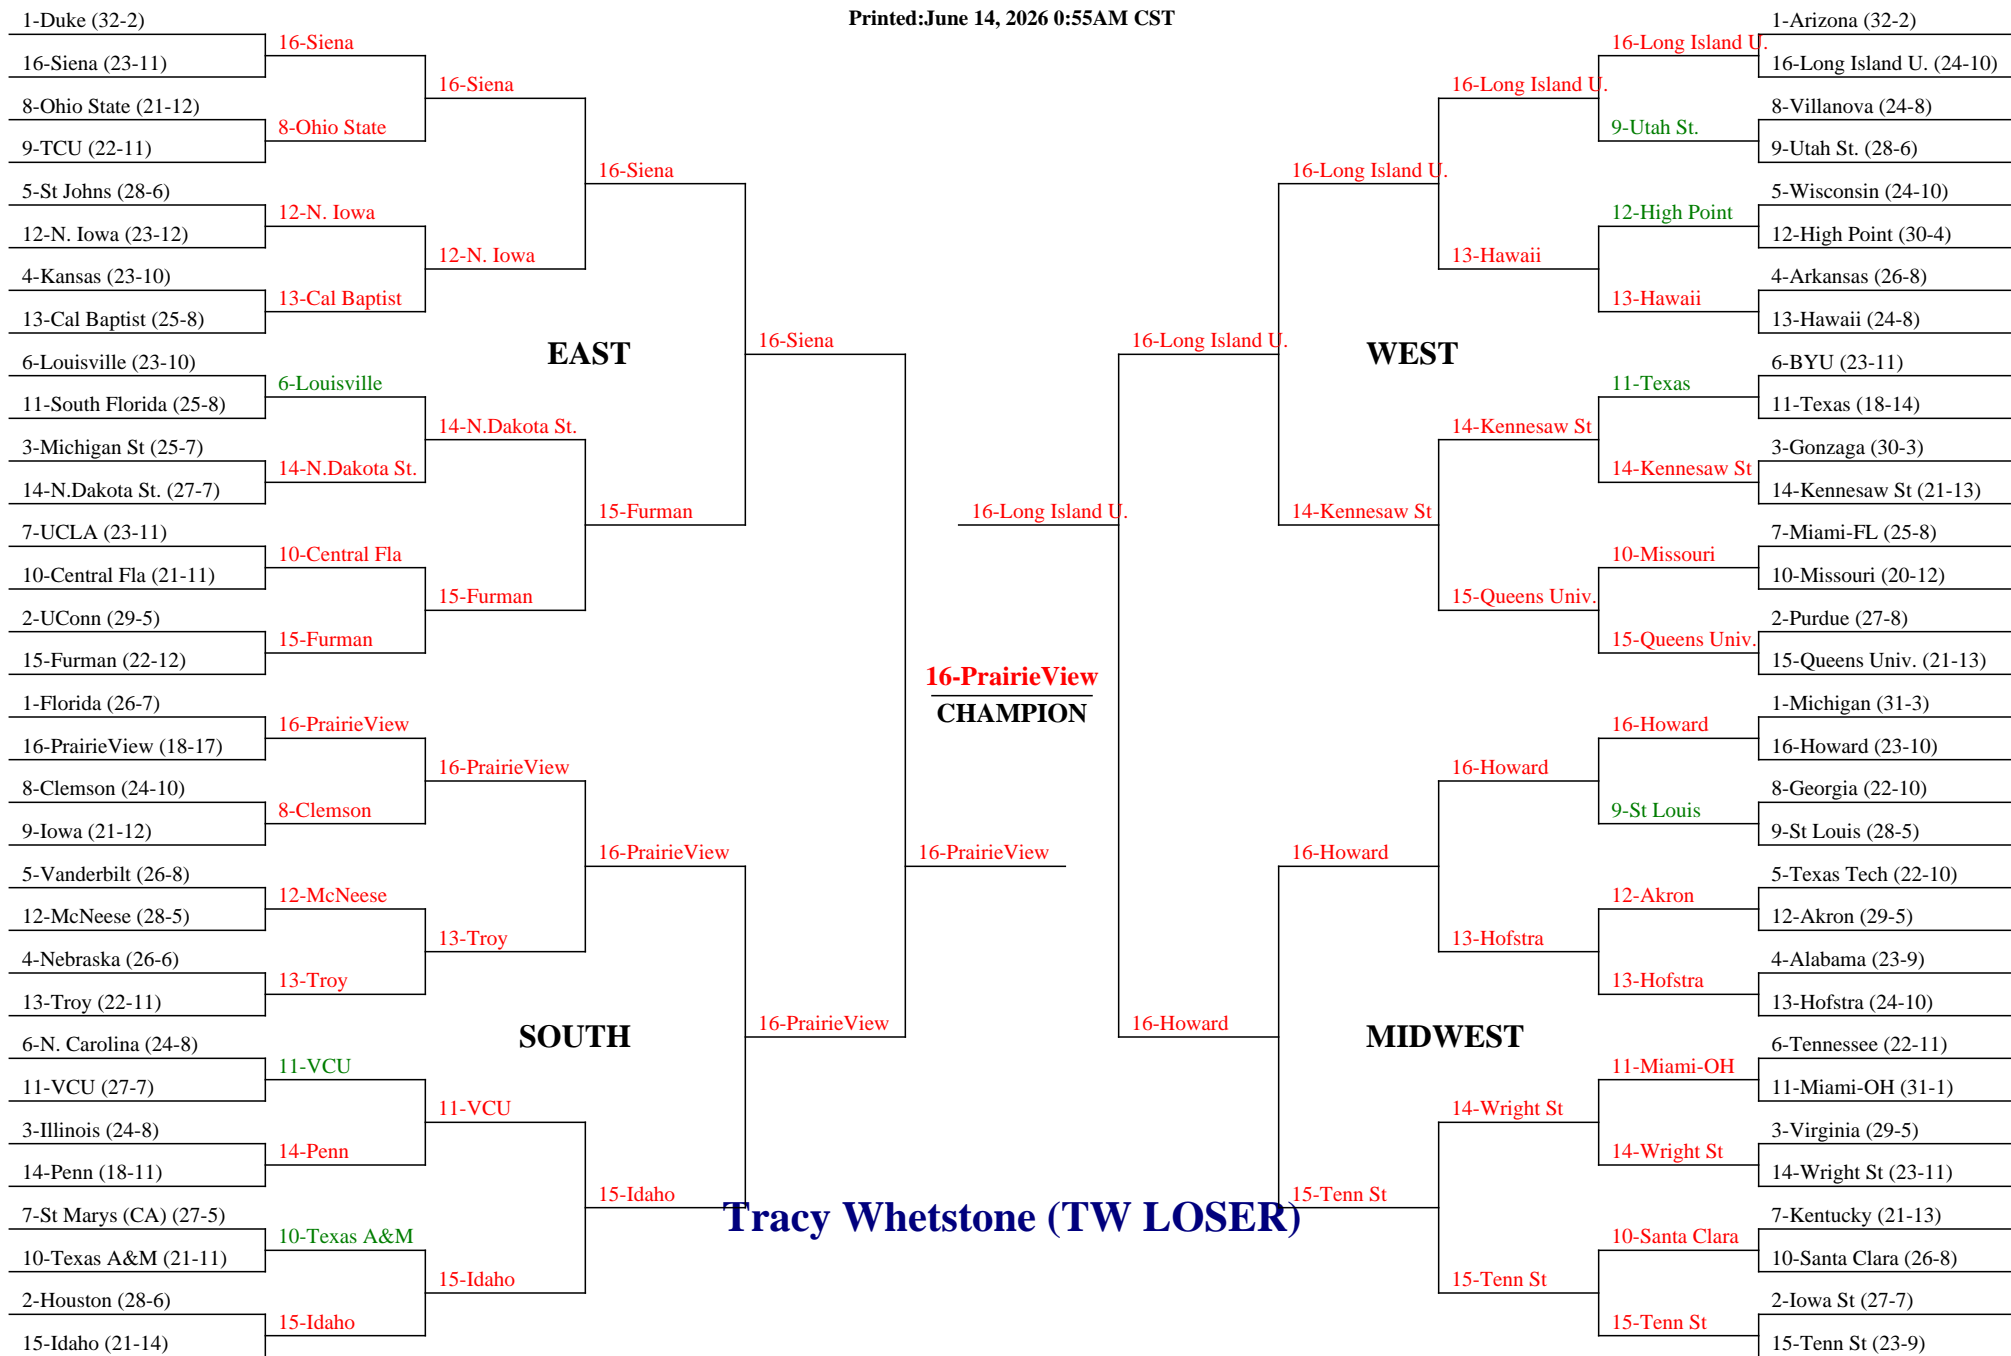 Printed:June 14, 2026 0:55AM CST
1-Duke (32-2)
16-Siena (23-11)
8-Ohio State (21-12)
9-TCU (22-11)
5-St Johns (28-6)
12-N. Iowa (23-12)
4-Kansas (23-10)
13-Cal Baptist (25-8)
6-Louisville (23-10)
11-South Florida (25-8)
3-Michigan St (25-7)
14-N.Dakota St. (27-7)
7-UCLA (23-11)
10-Central Fla (21-11)
2-UConn (29-5)
15-Furman (22-12)
1-Florida (26-7)
16-PrairieView (18-17)
8-Clemson (24-10)
9-Iowa (21-12)
5-Vanderbilt (26-8)
12-McNeese (28-5)
4-Nebraska (26-6)
13-Troy (22-11)
6-N. Carolina (24-8)
11-VCU (27-7)
3-Illinois (24-8)
14-Penn (18-11)
7-St Marys (CA) (27-5)
10-Texas A&M (21-11)
2-Houston (28-6)
15-Idaho (21-14)
16-Siena
8-Ohio State
12-N. Iowa
13-Cal Baptist
6-Louisville
14-N.Dakota St.
10-Central Fla
15-Furman
16-PrairieView
8-Clemson
12-McNeese
13-Troy
11-VCU
14-Penn
10-Texas A&M
15-Idaho
16-Siena
12-N. Iowa
14-N.Dakota St.
15-Furman
16-PrairieView
13-Troy
11-VCU
15-Idaho
16-Siena
15-Furman
16-PrairieView
15-Idaho
EAST
SOUTH
16-Siena
16-PrairieView
16-Long Island U.
16-PrairieView
CHAMPION
16-PrairieView
Tracy Whetstone (TW LOSER)
16-Long Island U.
16-Howard
WEST
MIDWEST
16-Long Island U.
14-Kennesaw St
16-Howard
15-Tenn St
16-Long Island U.
13-Hawaii
14-Kennesaw St
15-Queens Univ.
16-Howard
13-Hofstra
14-Wright St
15-Tenn St
16-Long Island U.
9-Utah St.
12-High Point
13-Hawaii
11-Texas
14-Kennesaw St
10-Missouri
15-Queens Univ.
16-Howard
9-St Louis
12-Akron
13-Hofstra
11-Miami-OH
14-Wright St
10-Santa Clara
15-Tenn St
1-Arizona (32-2)
16-Long Island U. (24-10)
8-Villanova (24-8)
9-Utah St. (28-6)
5-Wisconsin (24-10)
12-High Point (30-4)
4-Arkansas (26-8)
13-Hawaii (24-8)
6-BYU (23-11)
11-Texas (18-14)
3-Gonzaga (30-3)
14-Kennesaw St (21-13)
7-Miami-FL (25-8)
10-Missouri (20-12)
2-Purdue (27-8)
15-Queens Univ. (21-13)
1-Michigan (31-3)
16-Howard (23-10)
8-Georgia (22-10)
9-St Louis (28-5)
5-Texas Tech (22-10)
12-Akron (29-5)
4-Alabama (23-9)
13-Hofstra (24-10)
6-Tennessee (22-11)
11-Miami-OH (31-1)
3-Virginia (29-5)
14-Wright St (23-11)
7-Kentucky (21-13)
10-Santa Clara (26-8)
2-Iowa St (27-7)
15-Tenn St (23-9)